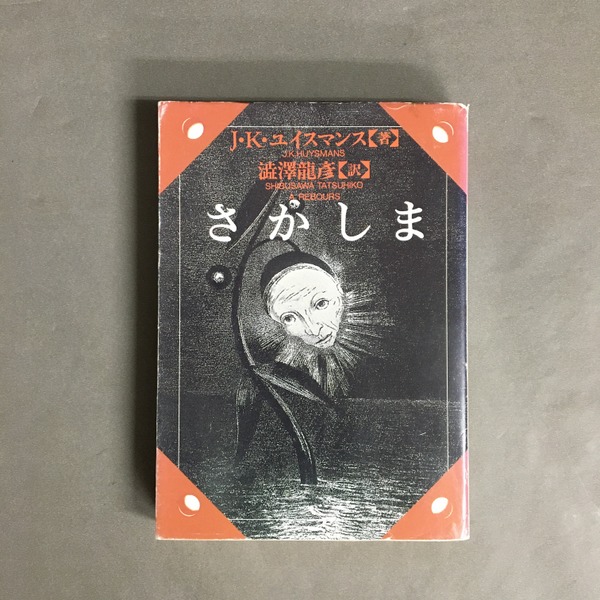 J・K・ユイスマンス【著】
J.K.HUYSMANS
澁澤龍彥【訳】
SHIBUSAWA TATSUHIKO
A REBOURS
さかしま